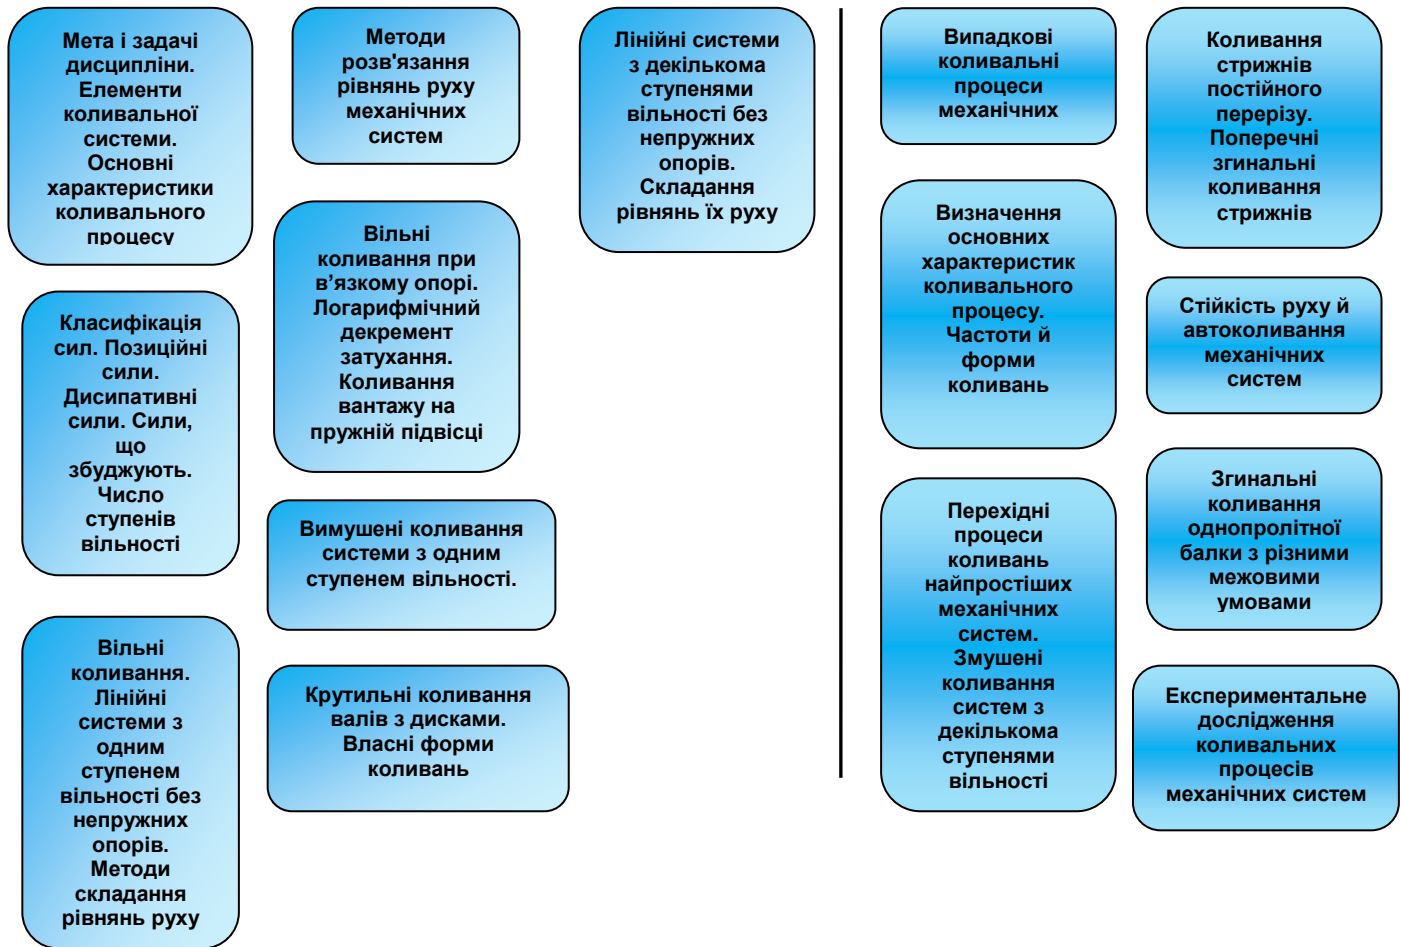 Мета і задачі
дисципліни.
Елементи
коливальної
системи.
Основні
характеристики
коливального
процесу
Класифікація
сил. Позиційні
сили.
Дисипативні
сили. Сили,
що
збуджують.
Число
ступенів
вільності
Вільні
коливання.
Лінійні
системи з
одним
ступенем
вільності без
непружних
опорів.
Методи
складання
рівнянь руху
Методи
розв'язання
рівнянь руху
механічних
систем
Вільні
коливання при
в’язкому опорі.
Логарифмічний
декремент
затухання.
Коливання
вантажу на
пружній підвісці
Вимушені коливання
системи з одним
ступенем вільності.
Крутильні коливання
валів з дисками.
Власні форми
коливань
Лінійні системи
з декількома
ступенями
вільності без
непружних
опорів.
Складання
рівнянь їх руху
Випадкові
коливальні
процеси
механічних
Визначення
основних
характеристик
коливального
процесу.
Частоти й
форми
коливань
Перехідні
процеси
коливань
найпростіших
механічних
систем.
Змушені
коливання
систем з
декількома
ступенями
вільності
Коливання
стрижнів
постійного
перерізу.
Поперечні
згинальні
коливання
стрижнів
Стійкість руху й
автоколивання
механічних
систем
Згинальні
коливання
однопролітної
балки з різними
межовими
умовами
Експериментальне
дослідження
коливальних
процесів
механічних систем